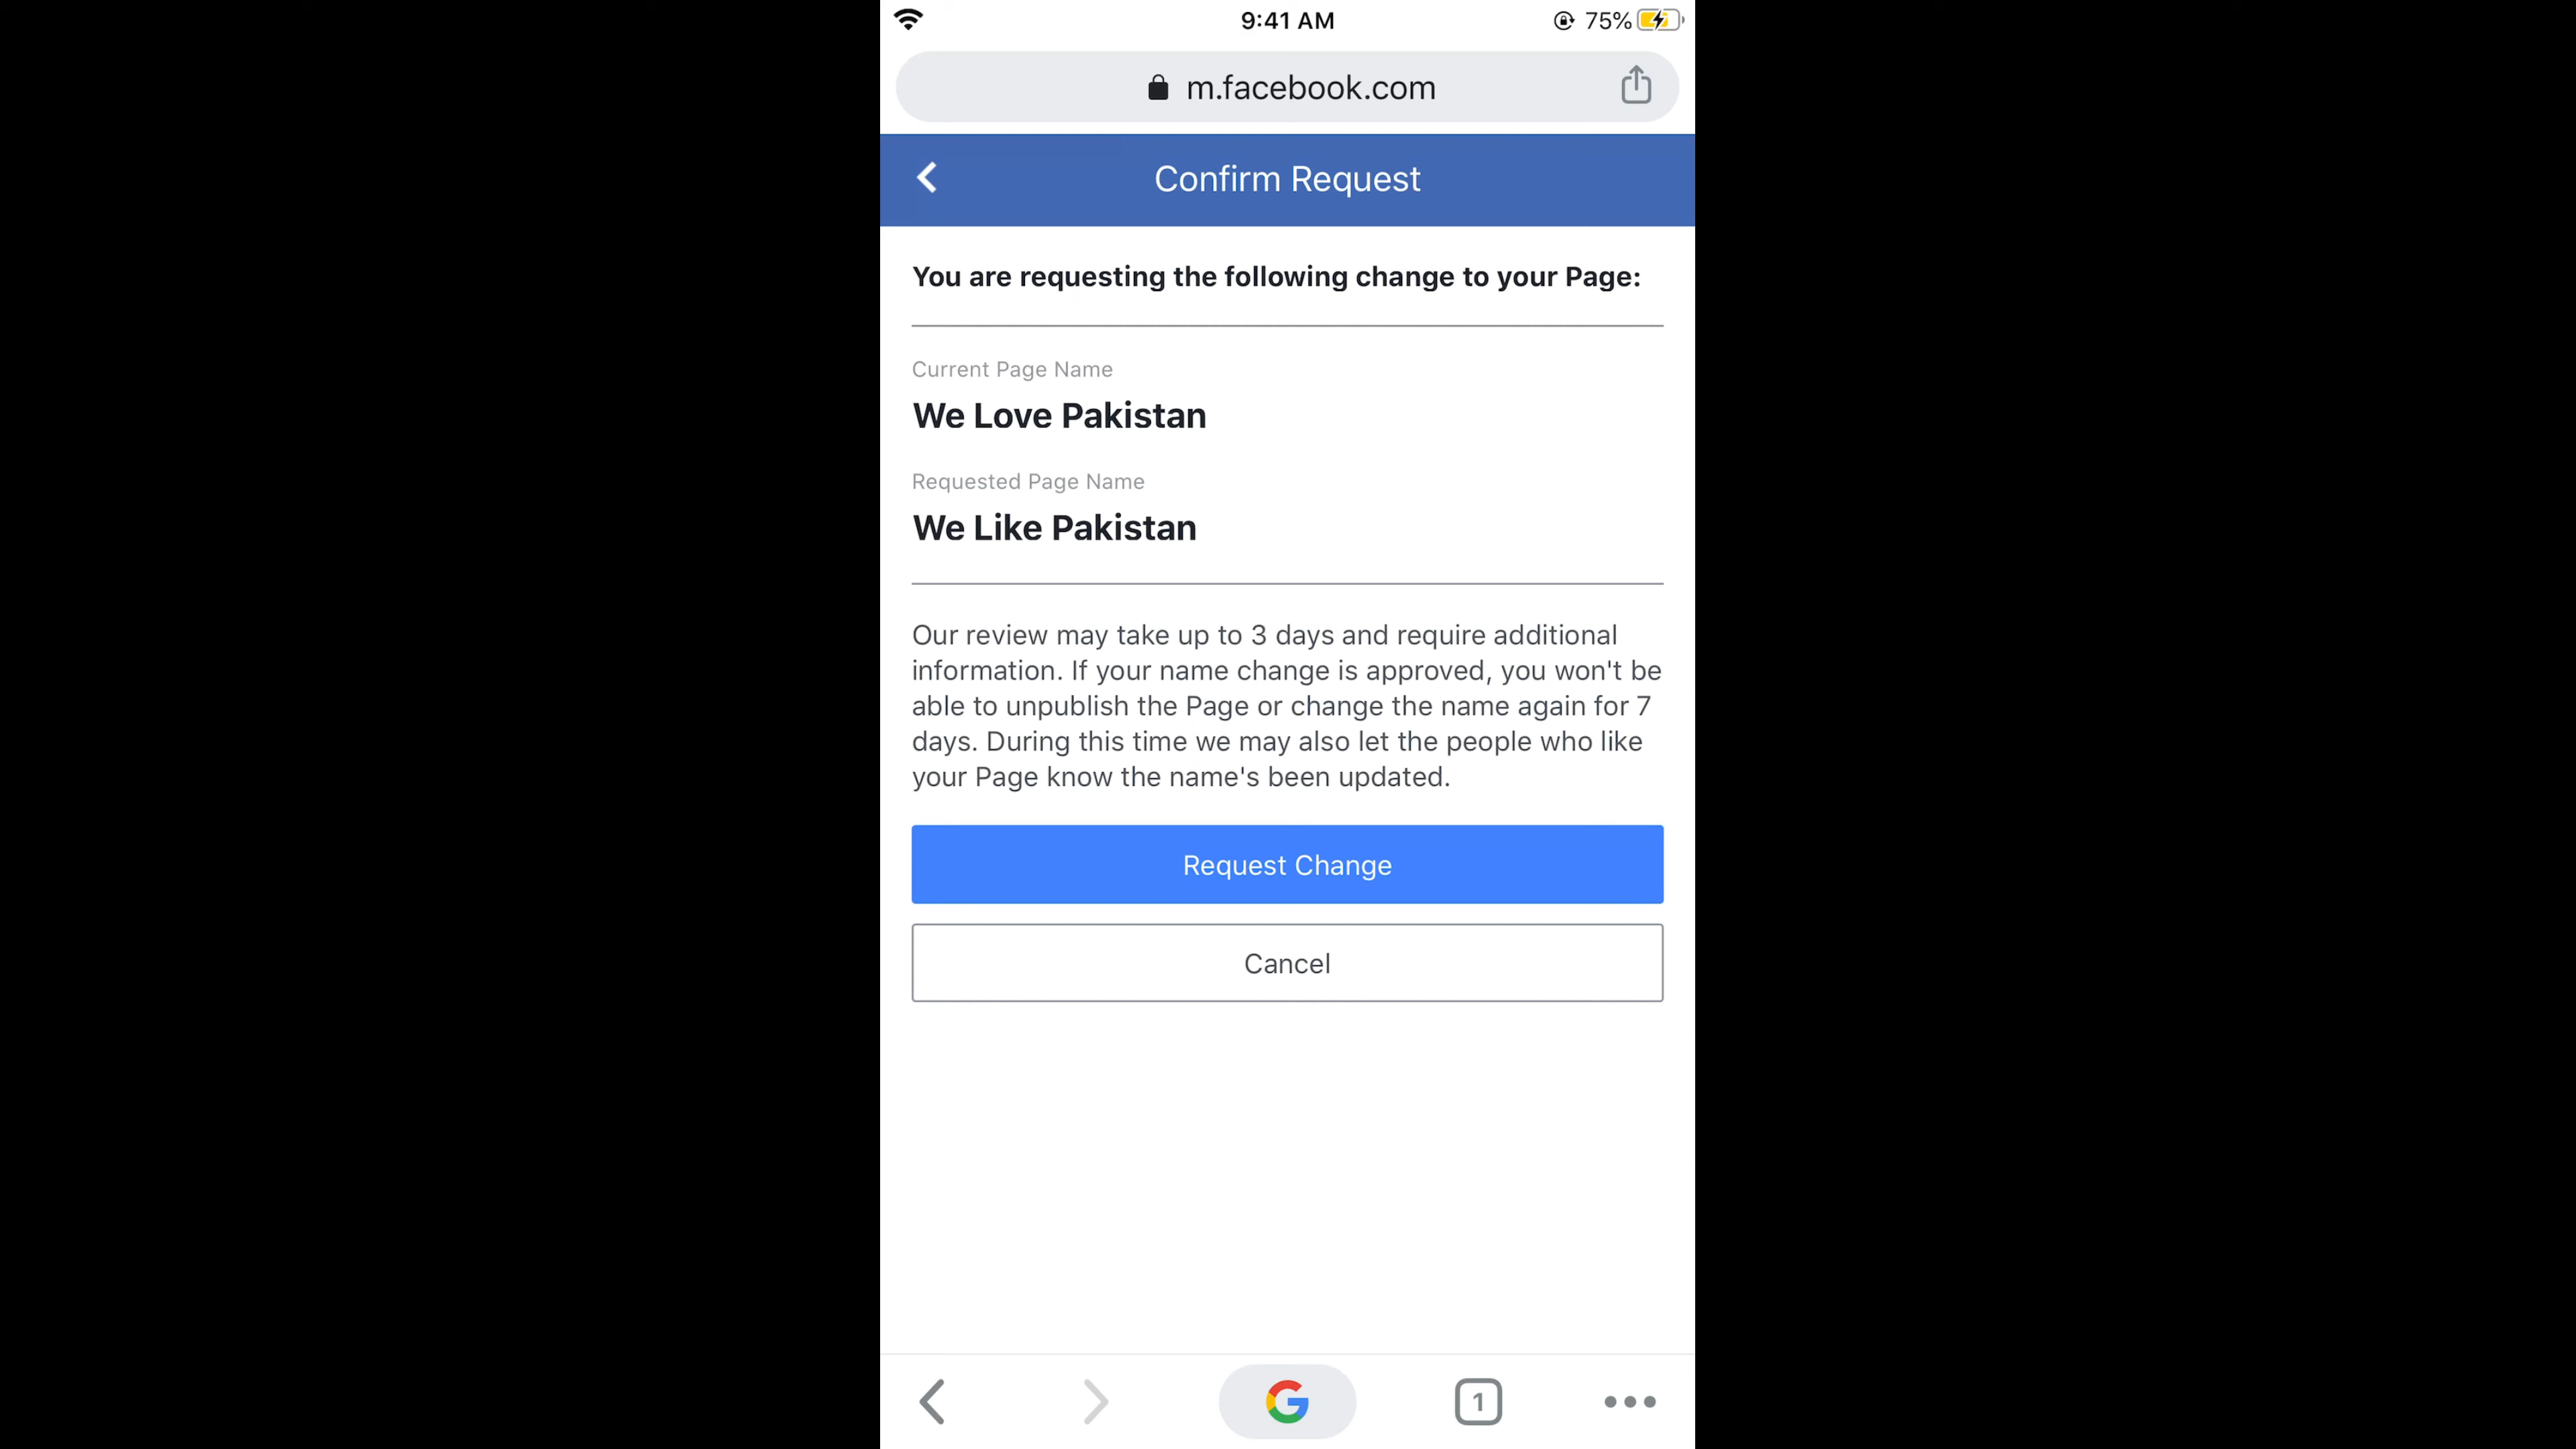 9:41 AM
75%
m.facebook.com
Confirm Request
You are requesting the following change to your Page:
Current Page Name
We Love Pakistan
Requested Page Name
We Like Pakistan
Our review may take up to 3 days and require additional
information. If your name change is approved, you won't be
able to unpublish the Page or change the name again for 7
days. During this time we may also let the people who like
your Page know the name's been updated.
Request Change
Cancel
1